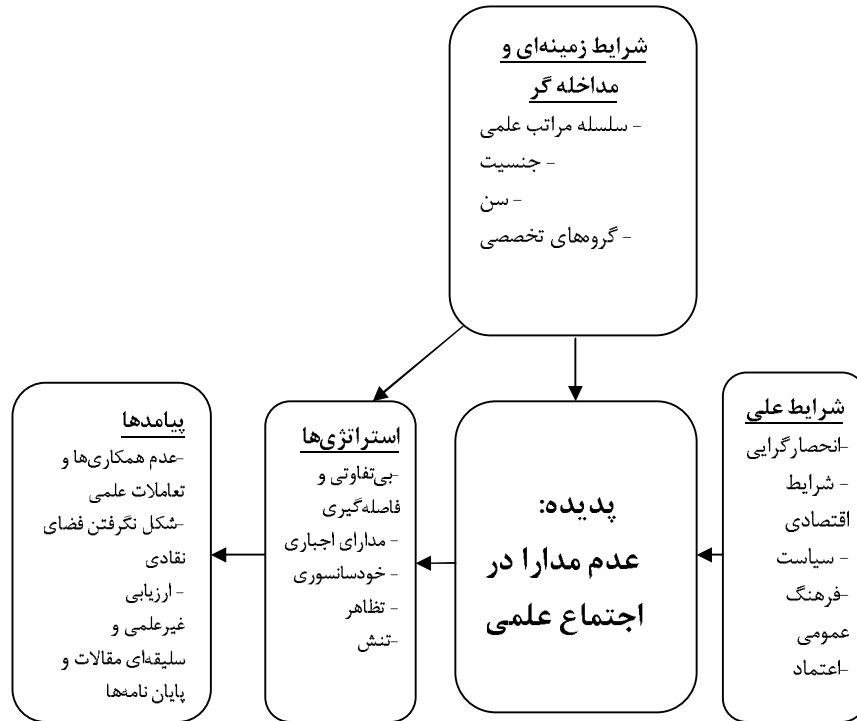 شرایط زمینه‌ای و
مداخله گر
- سلسله مراتب علمی
- جنسیت
- سن
- گروه‌های تخصصی
شرایط علی
-انحصارگرایی
- شرایط
اقتصادی
- سیاست
-فرهنگ
عمومی
-اعتماد
پدیده:
عدم مدارا در
اجتماع علمی
استراتژی‌ها
-بی‌تفاوتی و
فاصله‌گیری
- مدارای اجباری
- خودسانسوری
- تظاهر
-تنش
پیامدها
-عدم همکاری‌ها و
تعاملات علمی
-شکل نگرفتن فضای
نقادی
- ارزیابی
غیرعلمی و
سلیقه‌ای مقالات و
پایان نامه‌ها